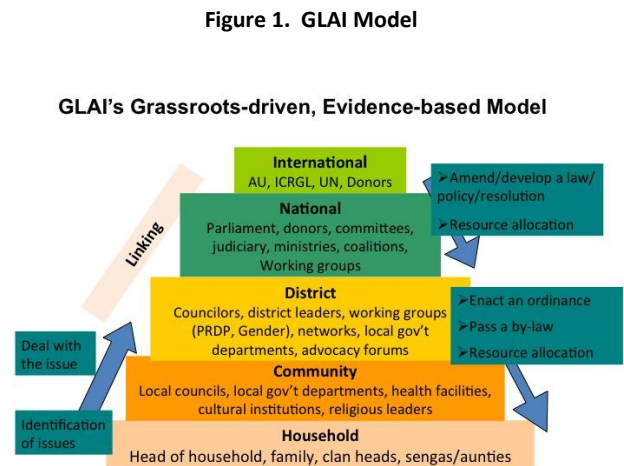 Figure 1. GLAI Model
GLAI's Grassroots-driven, Evidence-based Model
International
AU, ICRGL, UN, Donors
National
Parliament, donors, committees,
judiciary, ministries, coalitions,
Working groups
➢Amend/develop a law/
policy/resolution
➢Resource allocation
Linking
District
Councilors, district leaders, working groups
(PRDP, Gender), networks, local gov't
departments, advocacy forums
➢Enact an ordinance
➢Pass a by-law
➢Resource allocation
Deal with
the issue
Community
Local councils, local gov't departments, health facilities,
cultural institutions, religious leaders
Identification
of issues
Household
Head of household, family, clan heads, sengas/aunties